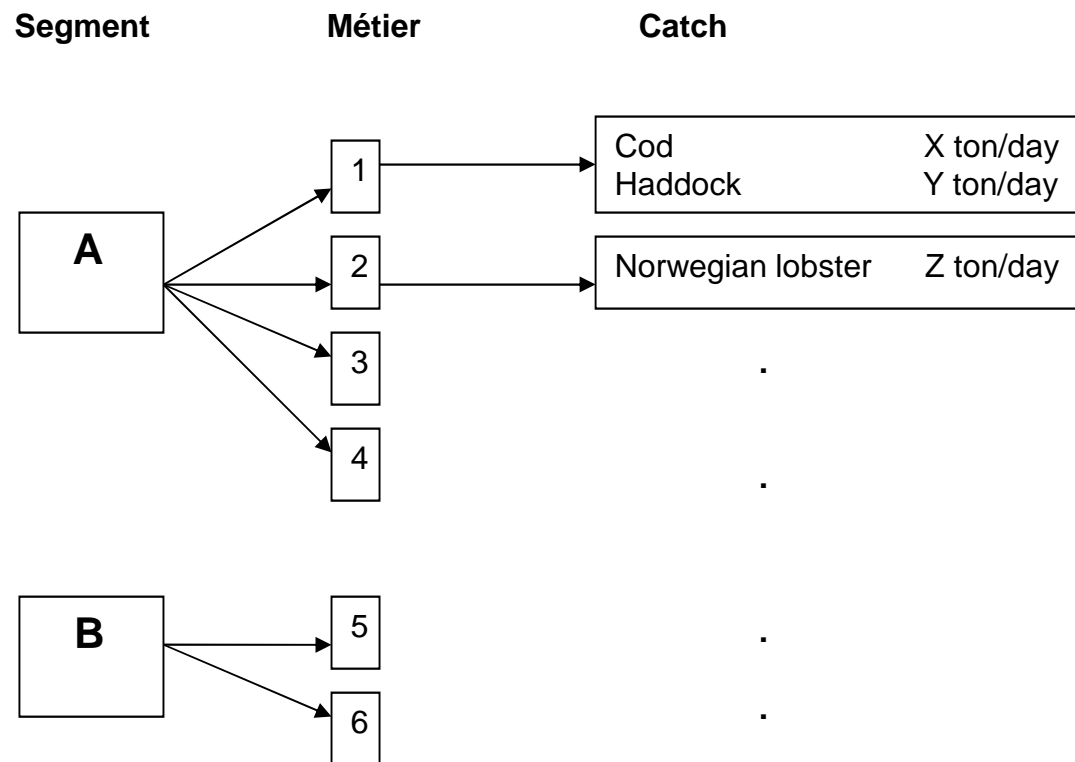 Segment Métier Catch
1 Cod X ton/day
Haddock Y ton/day
A 2 Norwegian lobster Z ton/day
3 .
4 .
B 5 .
6 .